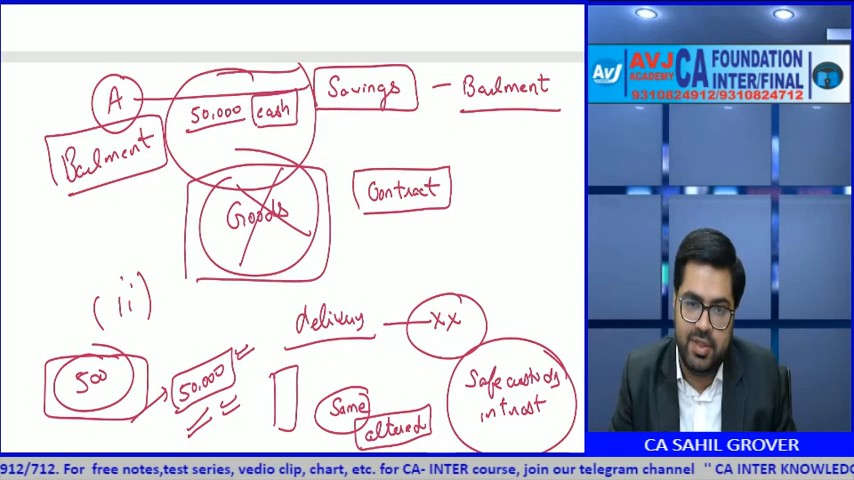 A
50,000 cash
Savings - Bailment
Bailment
Goods
Contract
(ii)
delivery - XX
500
50,000
Same
altered
Safe custody
in trust
AVJ
ACADEMY
CA FOUNDATION
INTER/FINAL
9310824912/9310824712
AVJ
CA SAHIL GROVER
912/712. For free notes,test series, vedio clip, chart, etc. for CA- INTER course, join our telegram channel " CA INTER KNOWLEDG